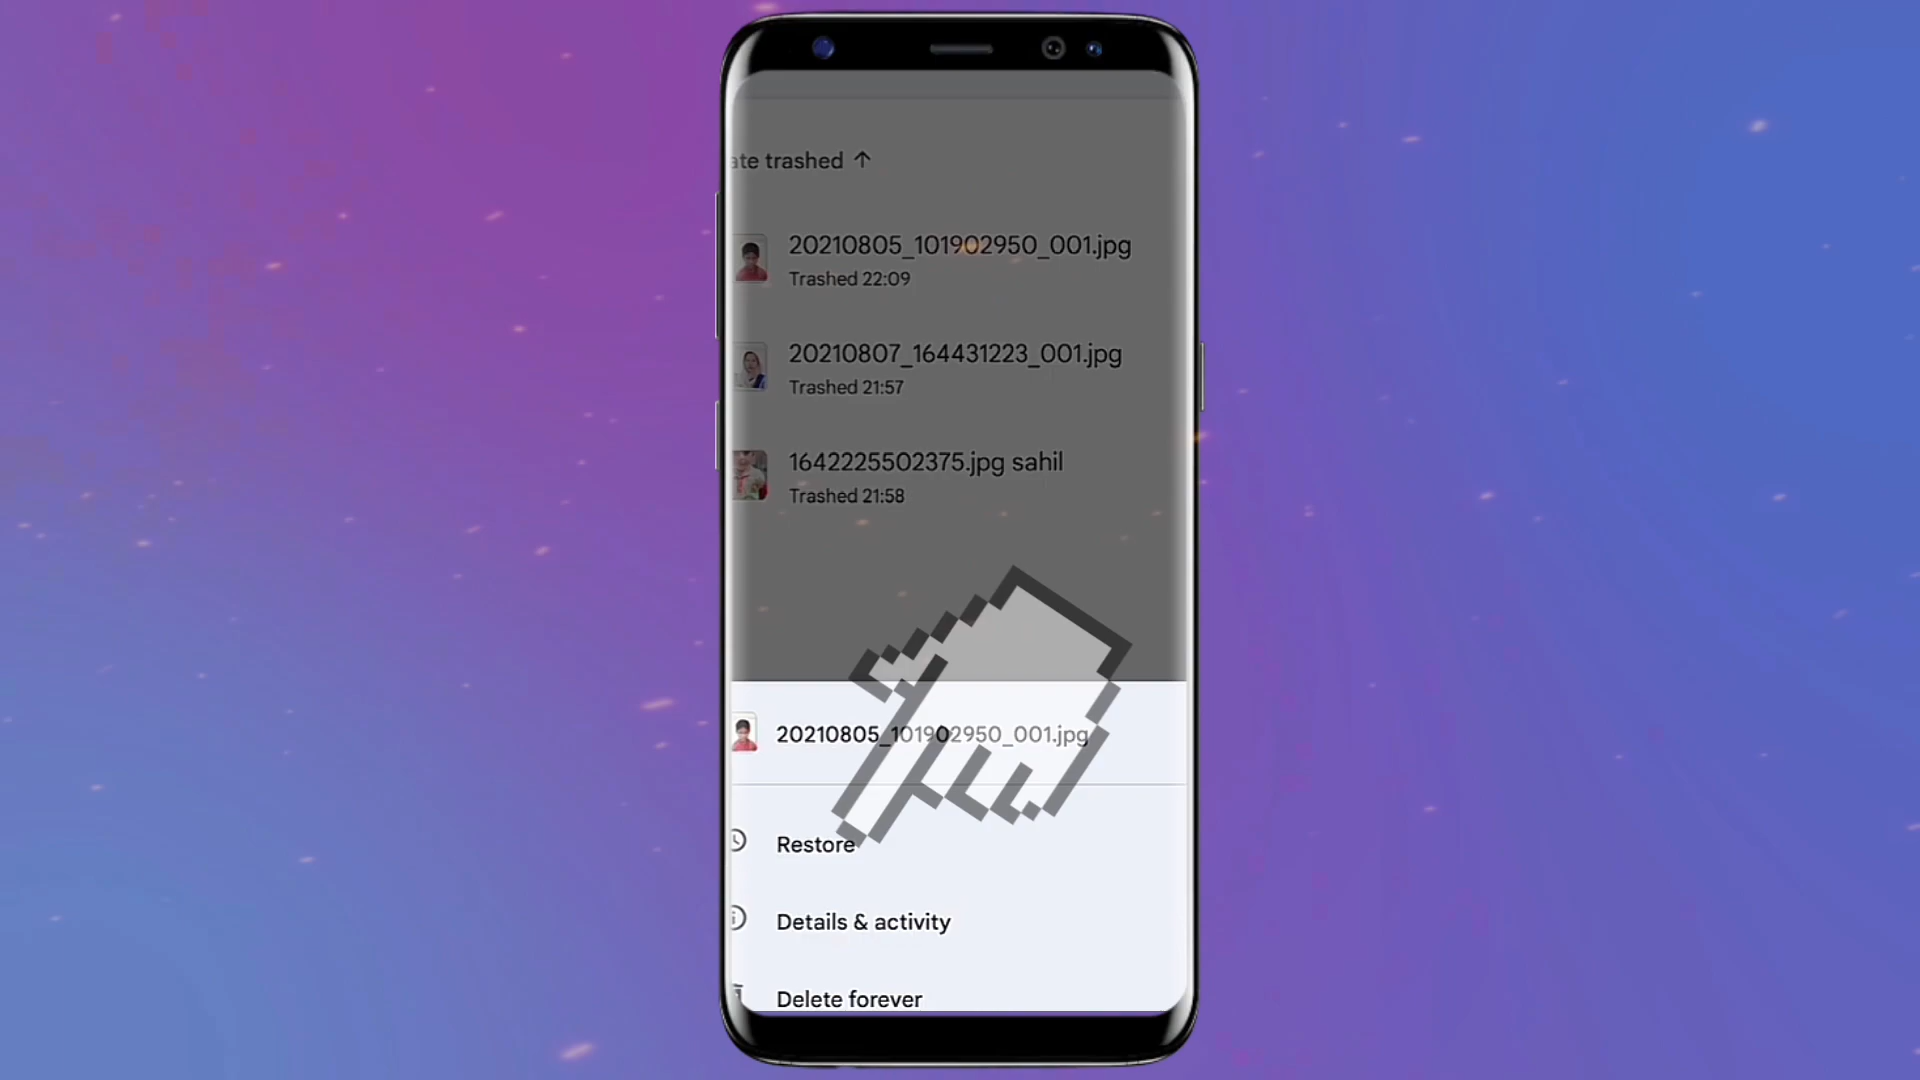 ate trashed ↑
20210805_101902950_001.jpg
Trashed 22:09
20210807_164431223_001.jpg
Trashed 21:57
1642225502375.jpg sahil
Trashed 21:58
20210805_101902950_001.jpg
Restore
Details & activity
Delete forever